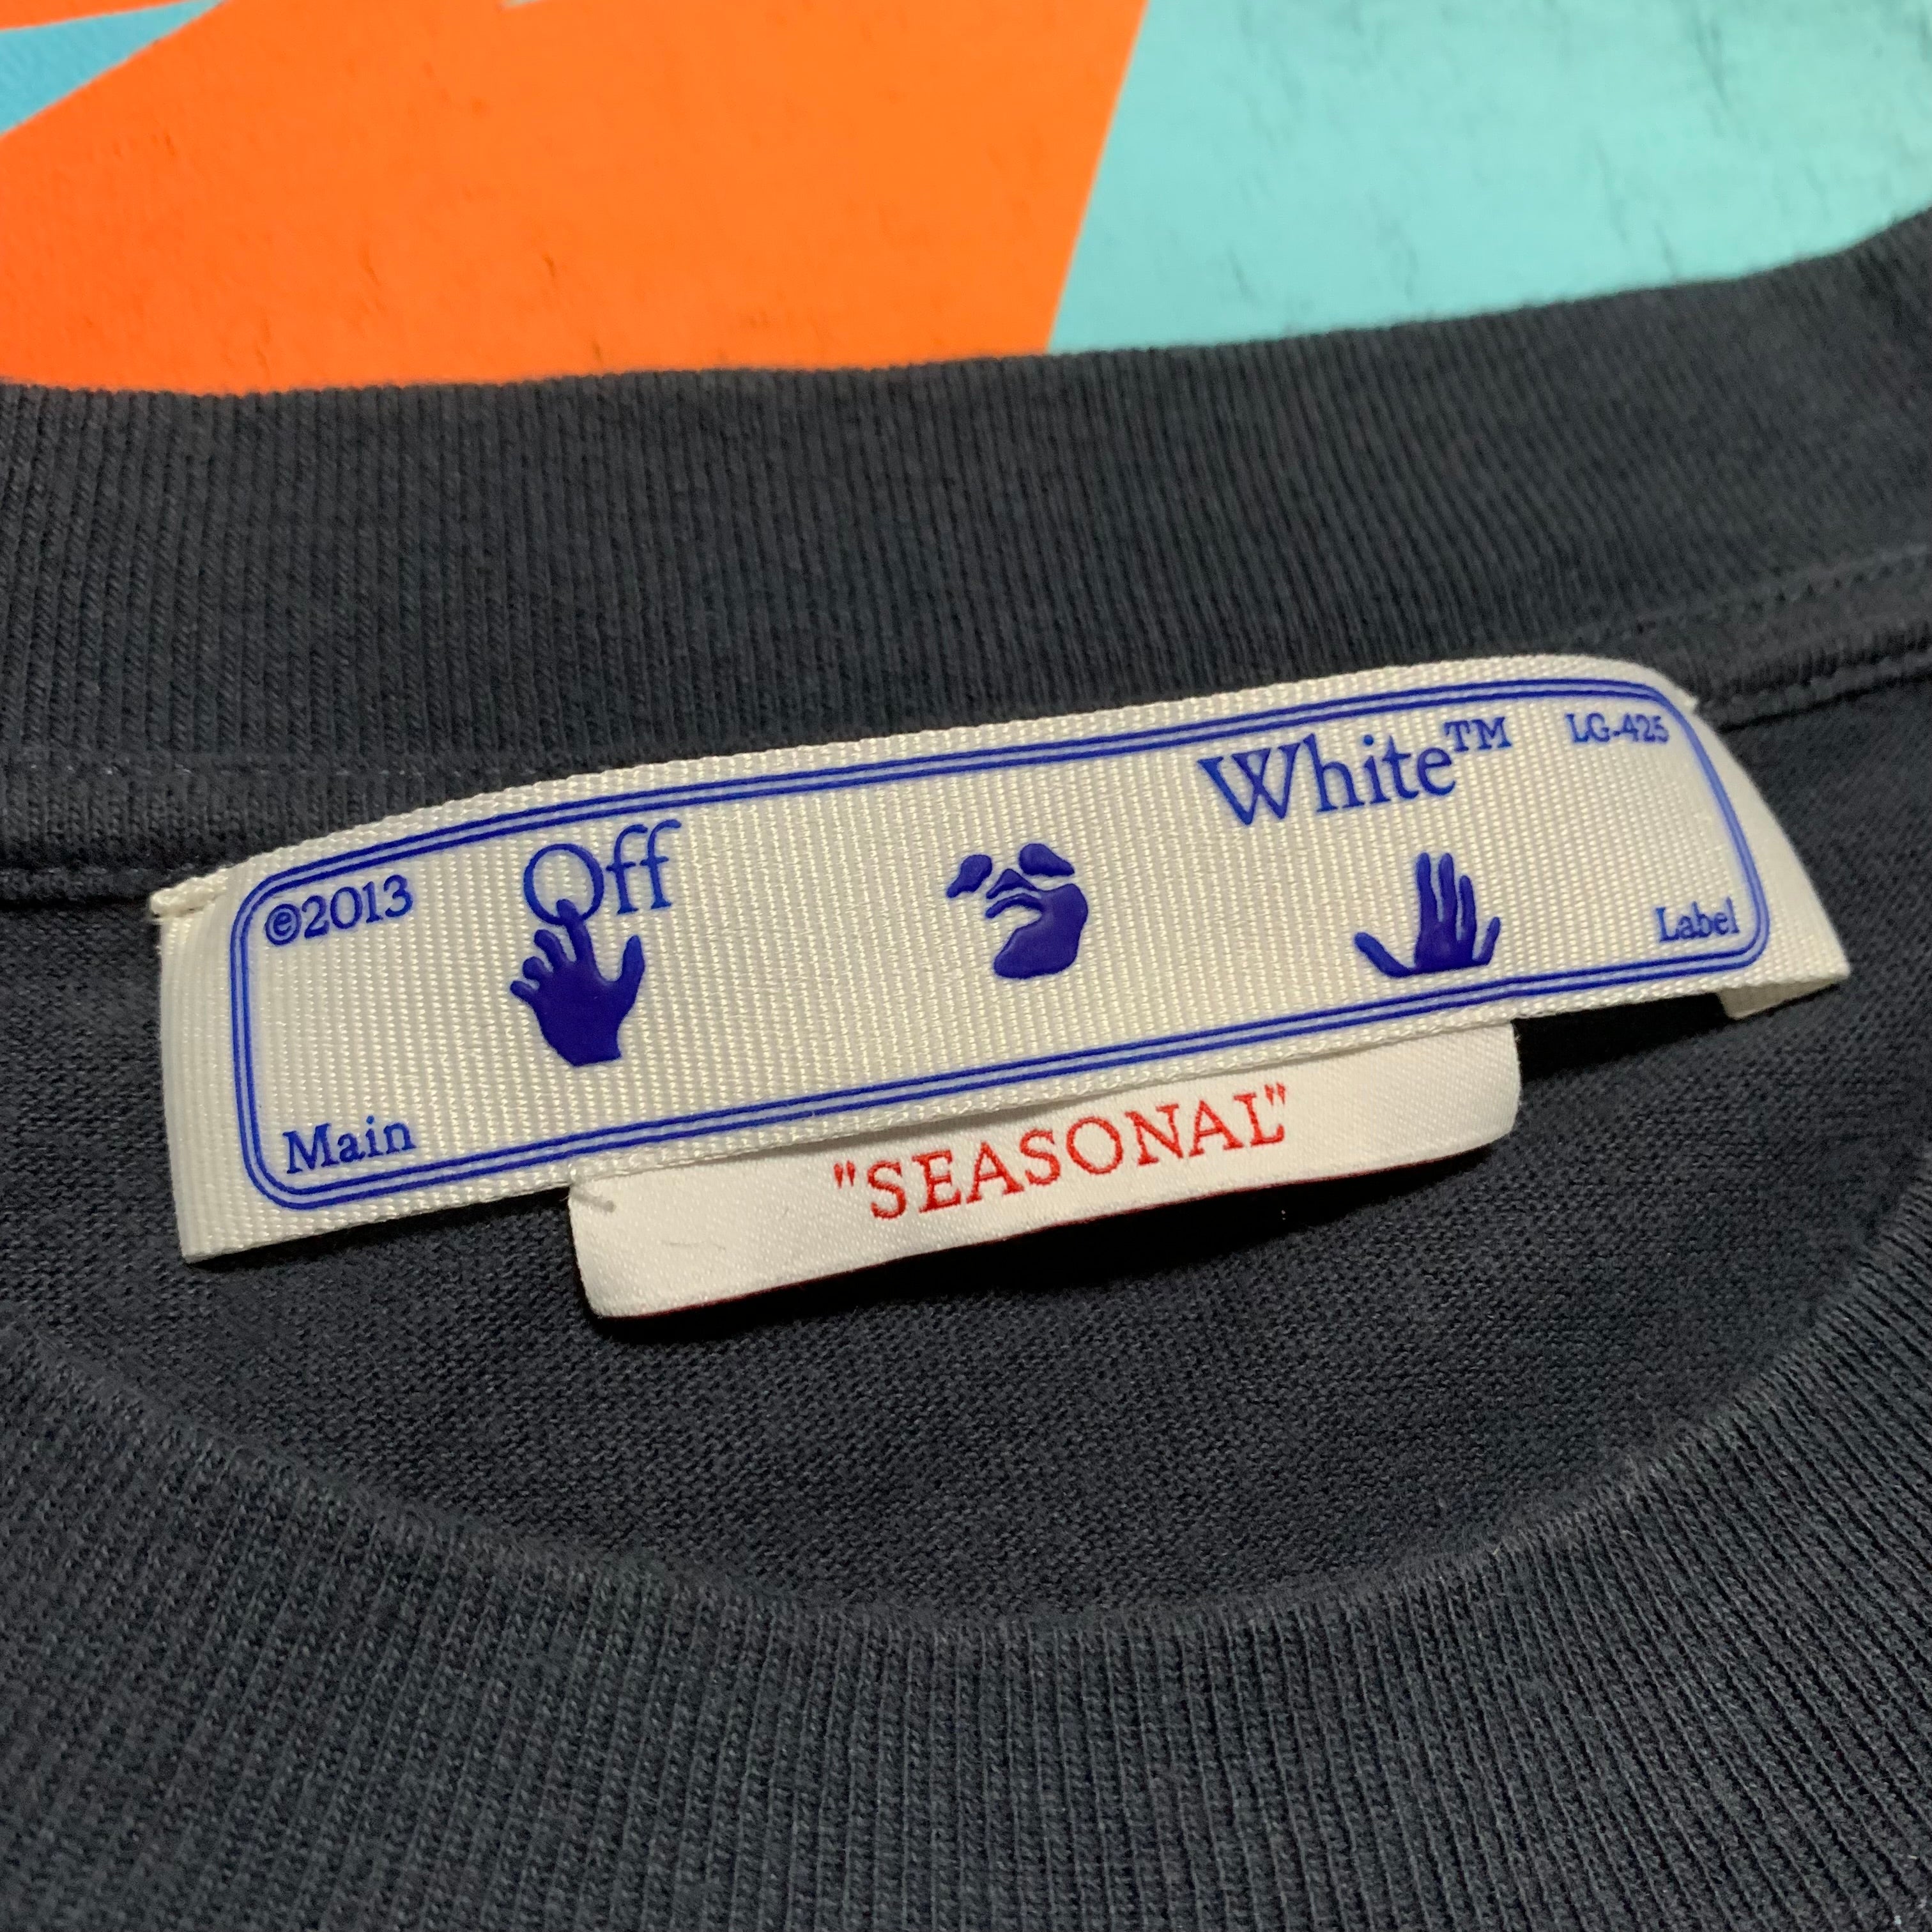 ©2013
Off
White™
LG-425
Main
Label
"SEASONAL"